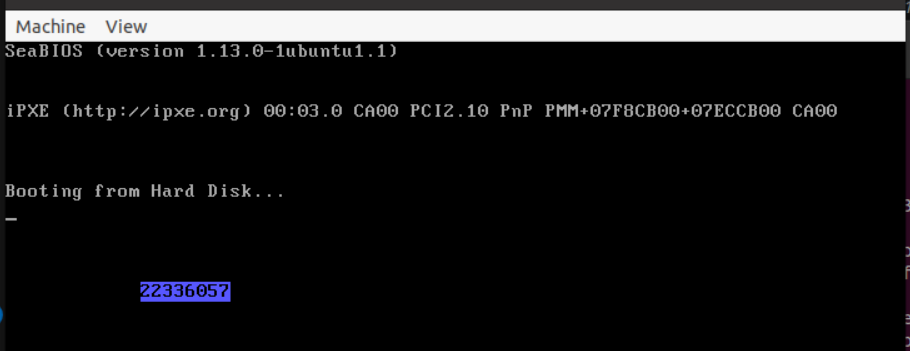 Machine View
SeaBIOS (version 1.13.0-1ubuntu1.1)
iPXE (http://ipxe.org) 00:03.0 CA00 PCI2.10 PnP PMM+07F8CB00+07ECCB00 CA00
Booting from Hard Disk...
_
22336057